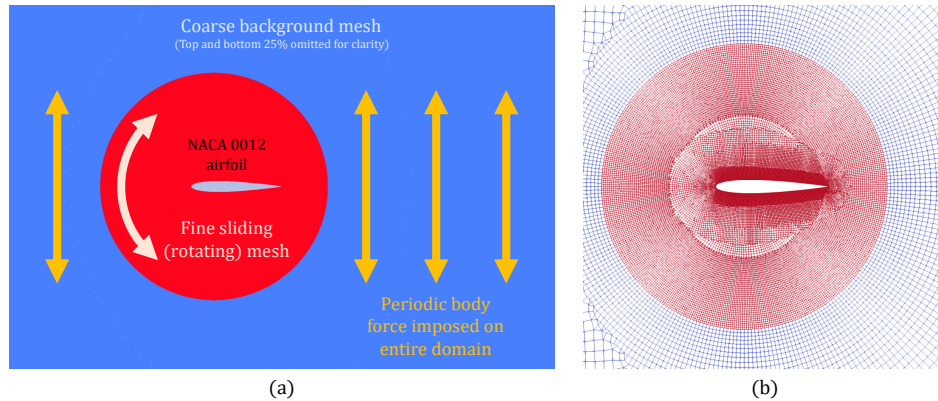 Coarse background mesh
(Top and bottom 25% omitted for clarity)
NACA 0012
airfoil
Fine sliding
(rotating) mesh
Periodic body
force imposed on
entire domain
(a)
(b)